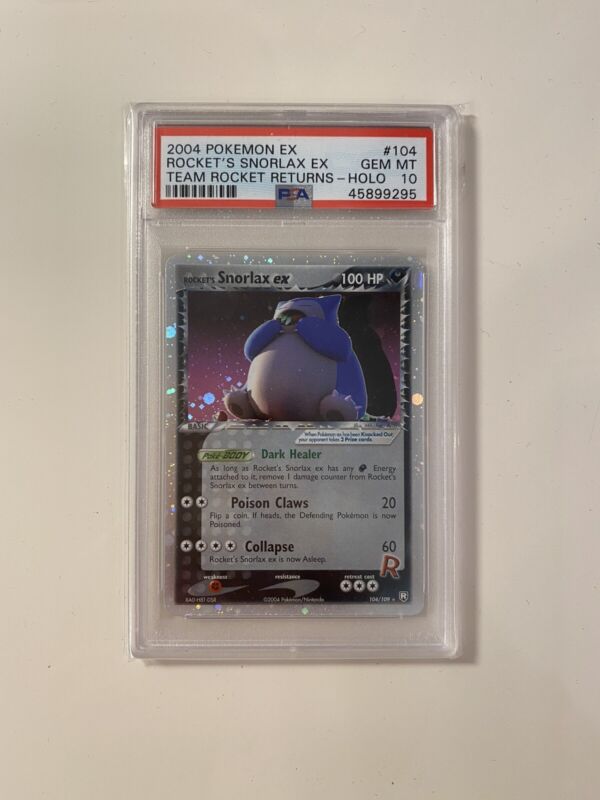 2004 POKEMON EX #104
ROCKET'S SNORLAX EX GEM MT
TEAM ROCKET RETURNS-HOLO 10
PSA 45899295
ROCKET'S Snorlax ex 100 HP
BASIC
When Pokémon-ex has been Knocked Out,
your opponent takes 2 Prize cards.
Poké-BODY Dark Healer
As long as Rocket's Snorlax ex has any Energy
attached to it, remove 1 damage counter from Rocket's
Snorlax ex between turns.
Poison Claws 20
Flip a coin. If heads, the Defending Pokémon is now
Poisoned.
Collapse 60
Rocket's Snorlax ex is now Asleep.
R
weakness resistance retreat cost
©2004 Pokémon/Nintendo 104/109 R